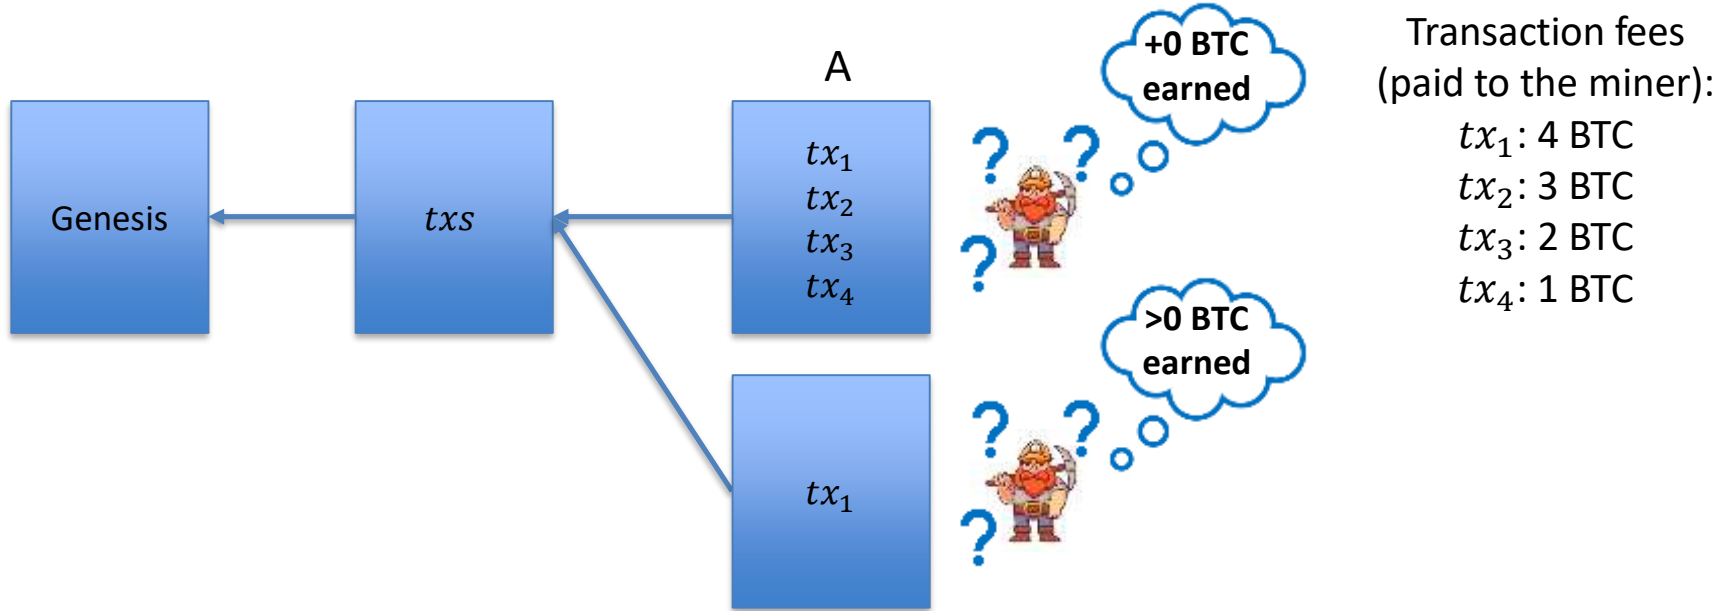 A
Genesis
txs
tx₁
tx₂
tx₃
tx₄
+0 BTC
earned
?
?
?
tx₁
>0 BTC
earned
?
?
?
Transaction fees
(paid to the miner):
tx₁: 4 BTC
tx₂: 3 BTC
tx₃: 2 BTC
tx₄: 1 BTC